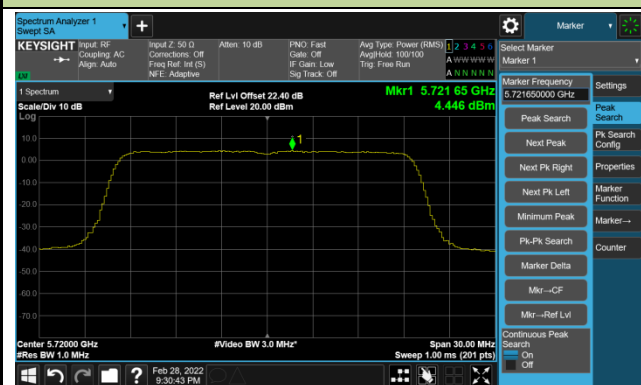 Spectrum Analyzer 1
Swept SA
Marker
KEYSIGHT
Input: RF
Coupling: AC
Align: Auto
Input Z: 50 Ω
Corrections: Off
Freq Ref: Int (S)
NFE: Adaptive
Atten: 10 dB
PNO: Fast
Gate: Off
IF Gain: Low
Sig Track: Off
Avg Type: Power (RMS)
Avg|Hold: 100/100
Trig: Free Run
1 2 3 4 5 6
A W W W W W
A N N N N N
LXI
Select Marker
Marker 1
1 Spectrum
Scale/Div 10 dB
Log
Ref Lvl Offset 22.40 dB
Ref Level 20.00 dBm
Mkr1 5.721 65 GHz
4.446 dBm
10.0
0.00
-10.0
-20.0
-30.0
-40.0
-50.0
-60.0
-70.0
1
Center 5.72000 GHz
#Res BW 1.0 MHz
#Video BW 3.0 MHz*
Span 30.00 MHz
Sweep 1.00 ms (201 pts)
Marker Frequency
5.721650000 GHz
Peak Search
Next Peak
Next Pk Right
Next Pk Left
Minimum Peak
Pk-Pk Search
Marker Delta
Mkr→CF
Mkr→Ref Lvl
Continuous Peak
Search
On
Off
Settings
Peak
Search
Pk Search
Config
Properties
Marker
Function
Marker→
Counter
Feb 28, 2022
9:30:43 PM